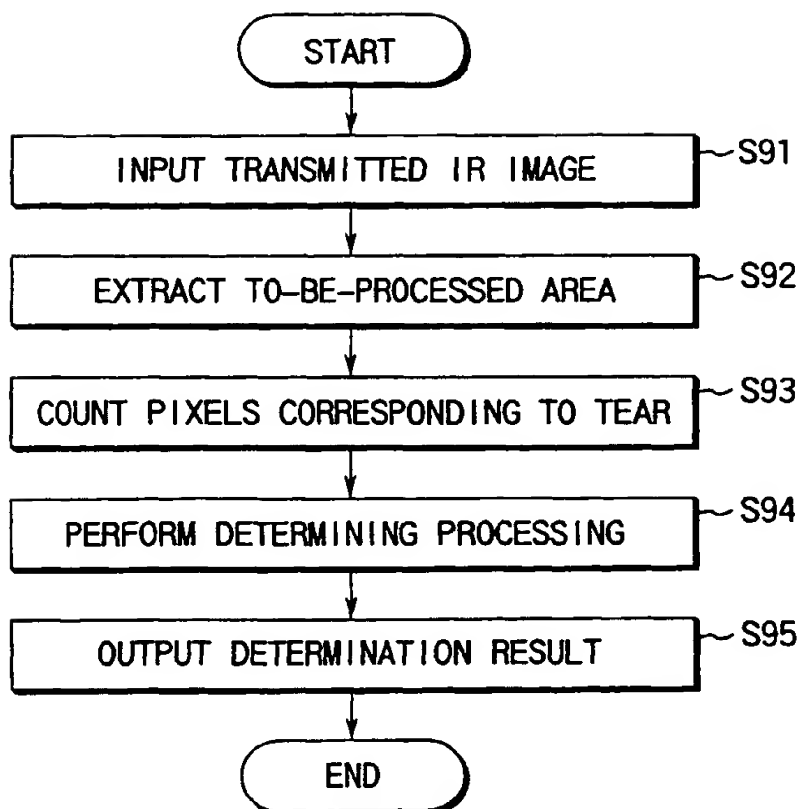 START
INPUT TRANSMITTED IR IMAGE
S91
EXTRACT TO-BE-PROCESSED AREA
S92
COUNT PIXELS CORRESPONDING TO TEAR
S93
PERFORM DETERMINING PROCESSING
S94
OUTPUT DETERMINATION RESULT
S95
END